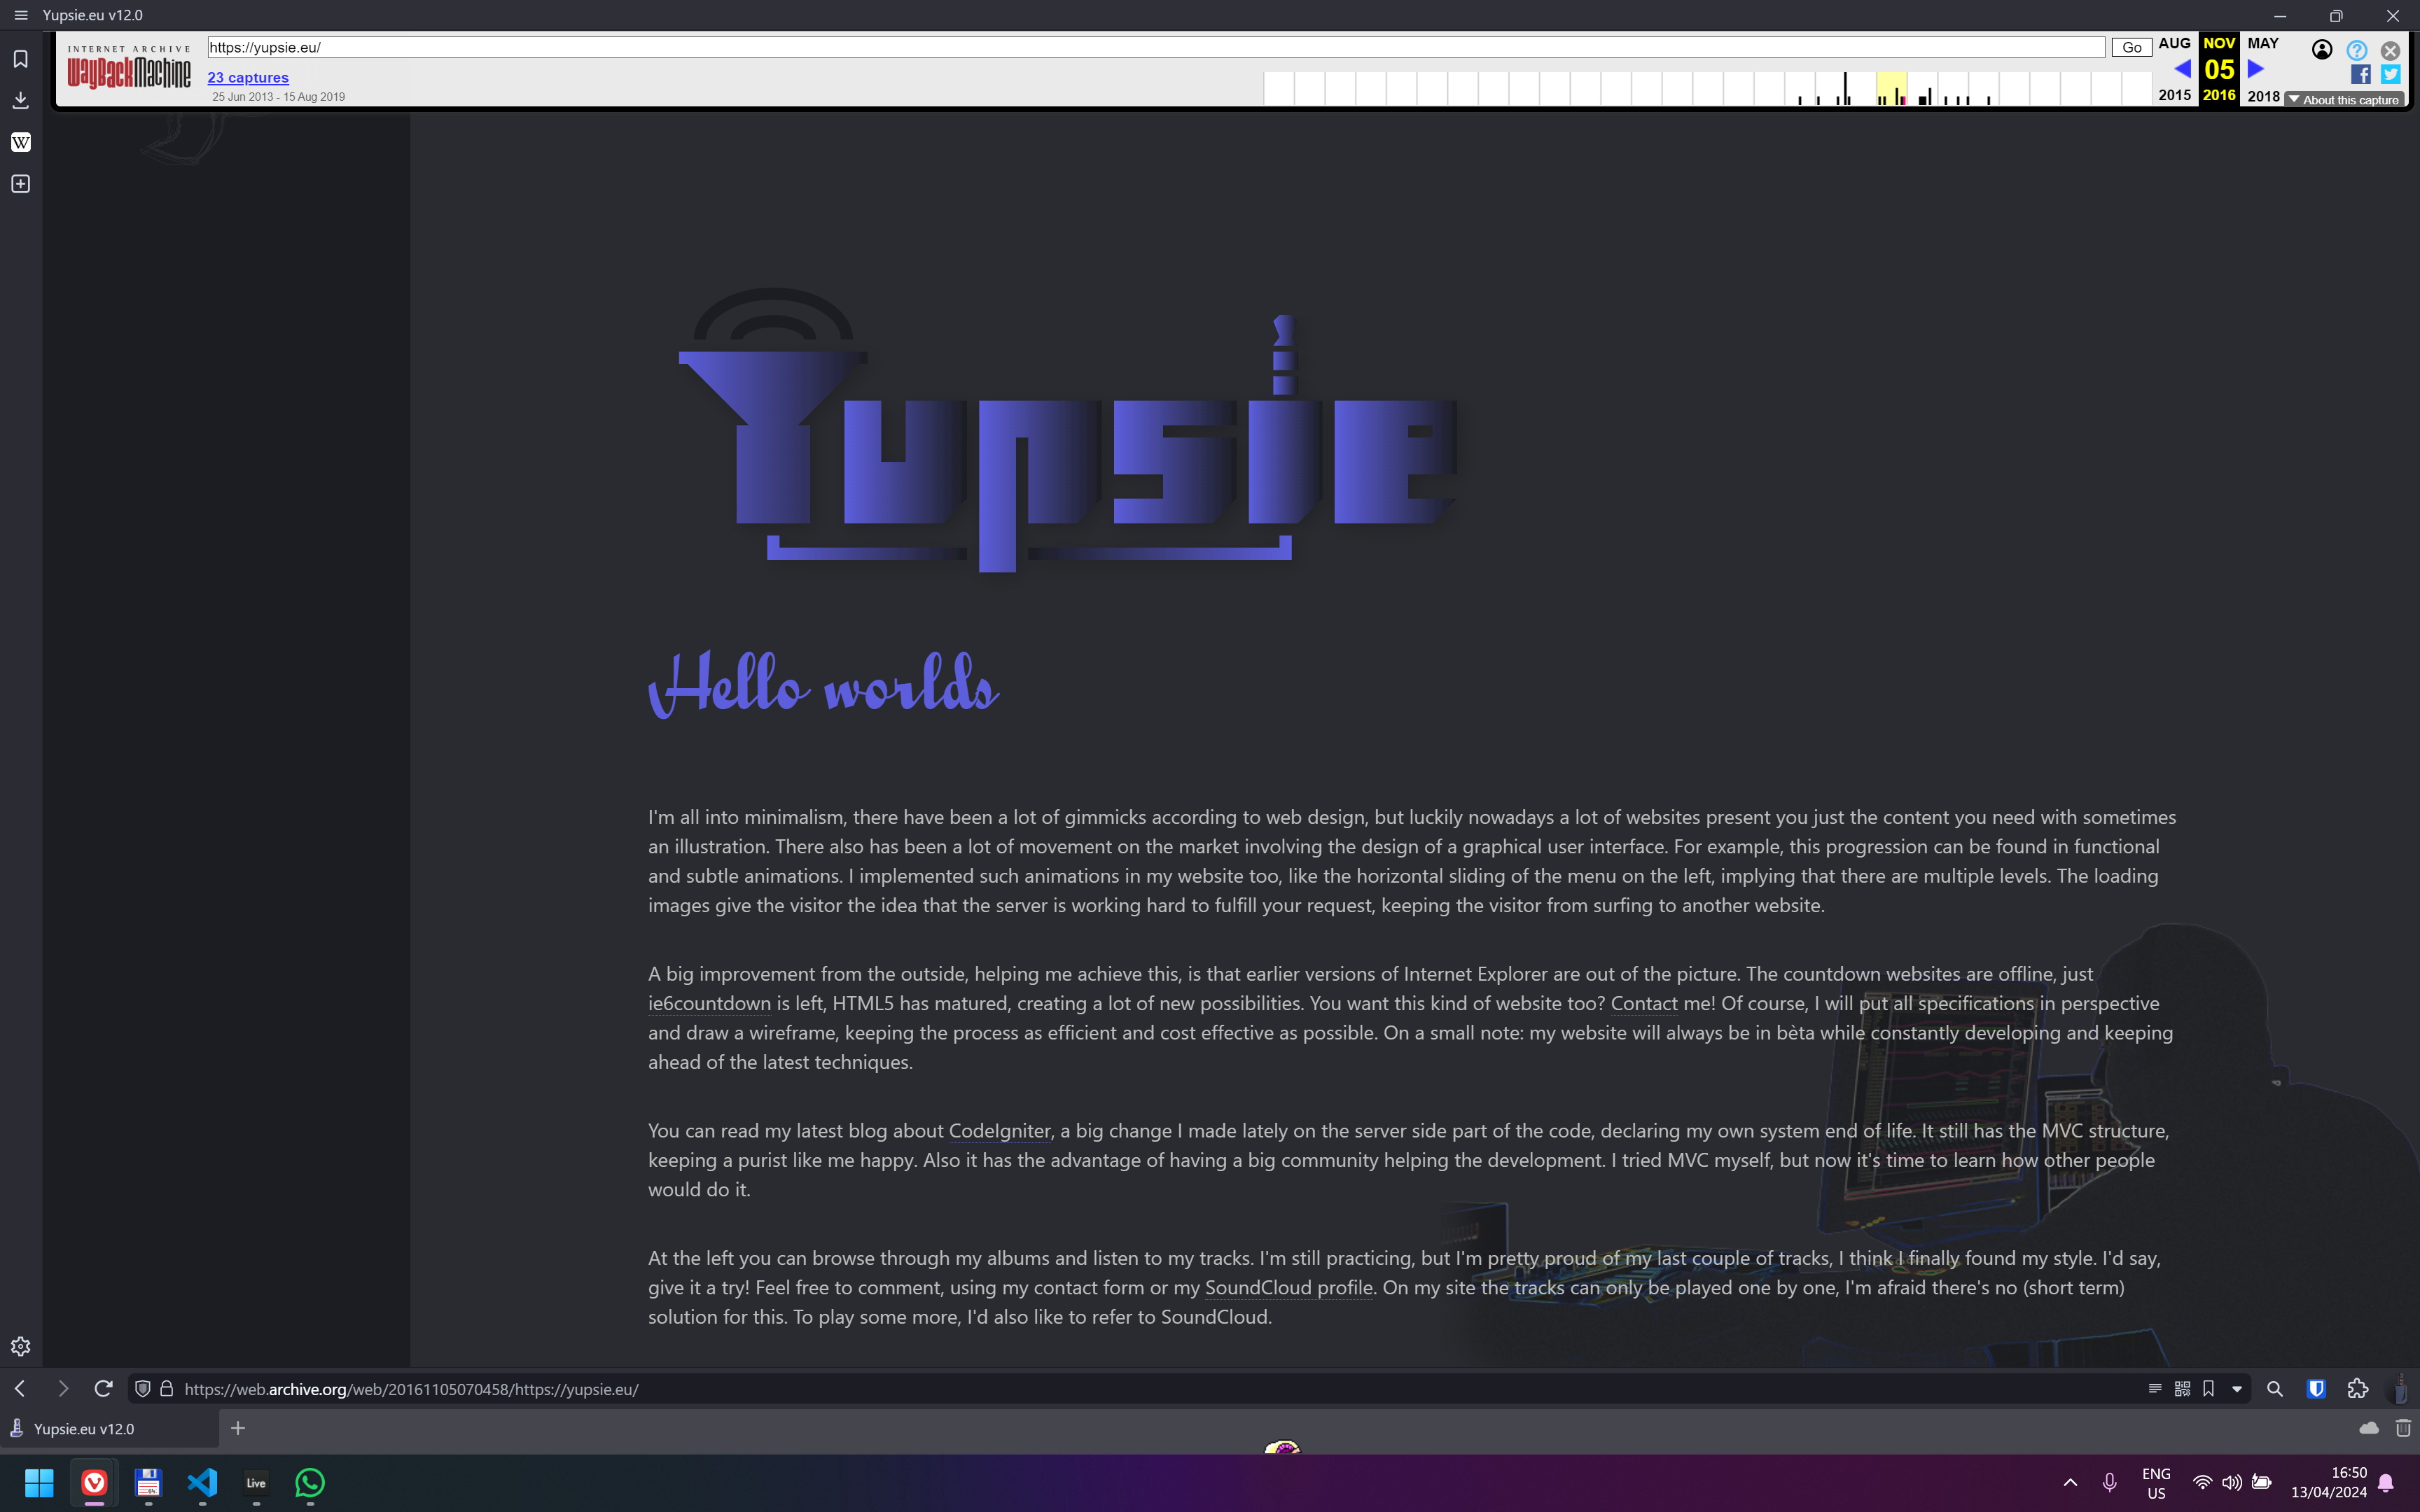 Yupsie.eu v12.0
INTERNET ARCHIVE
WayBackMachine
https://yupsie.eu/
Go
23 captures
25 Jun 2013 - 15 Aug 2019
AUG NOV MAY
05
2015 2016 2018
About this capture
Yupsie
Hello worlds
I'm all into minimalism, there have been a lot of gimmicks according to web design, but luckily nowadays a lot of websites present you just the content you need with sometimes
an illustration. There also has been a lot of movement on the market involving the design of a graphical user interface. For example, this progression can be found in functional
and subtle animations. I implemented such animations in my website too, like the horizontal sliding of the menu on the left, implying that there are multiple levels. The loading
images give the visitor the idea that the server is working hard to fulfill your request, keeping the visitor from surfing to another website.
A big improvement from the outside, helping me achieve this, is that earlier versions of Internet Explorer are out of the picture. The countdown websites are offline, just
ie6countdown is left, HTML5 has matured, creating a lot of new possibilities. You want this kind of website too? Contact me! Of course, I will put all specifications in perspective
and draw a wireframe, keeping the process as efficient and cost effective as possible. On a small note: my website will always be in bèta while constantly developing and keeping
ahead of the latest techniques.
You can read my latest blog about CodeIgniter, a big change I made lately on the server side part of the code, declaring my own system end of life. It still has the MVC structure,
keeping a purist like me happy. Also it has the advantage of having a big community helping the development. I tried MVC myself, but now it's time to learn how other people
would do it.
At the left you can browse through my albums and listen to my tracks. I'm still practicing, but I'm pretty proud of my last couple of tracks, I think I finally found my style. I'd say,
give it a try! Feel free to comment, using my contact form or my SoundCloud profile. On my site the tracks can only be played one by one, I'm afraid there's no (short term)
solution for this. To play some more, I'd also like to refer to SoundCloud.
https://web.archive.org/web/20161105070458/https://yupsie.eu/
Yupsie.eu v12.0
Live
ENG
US
16:50
13/04/2024